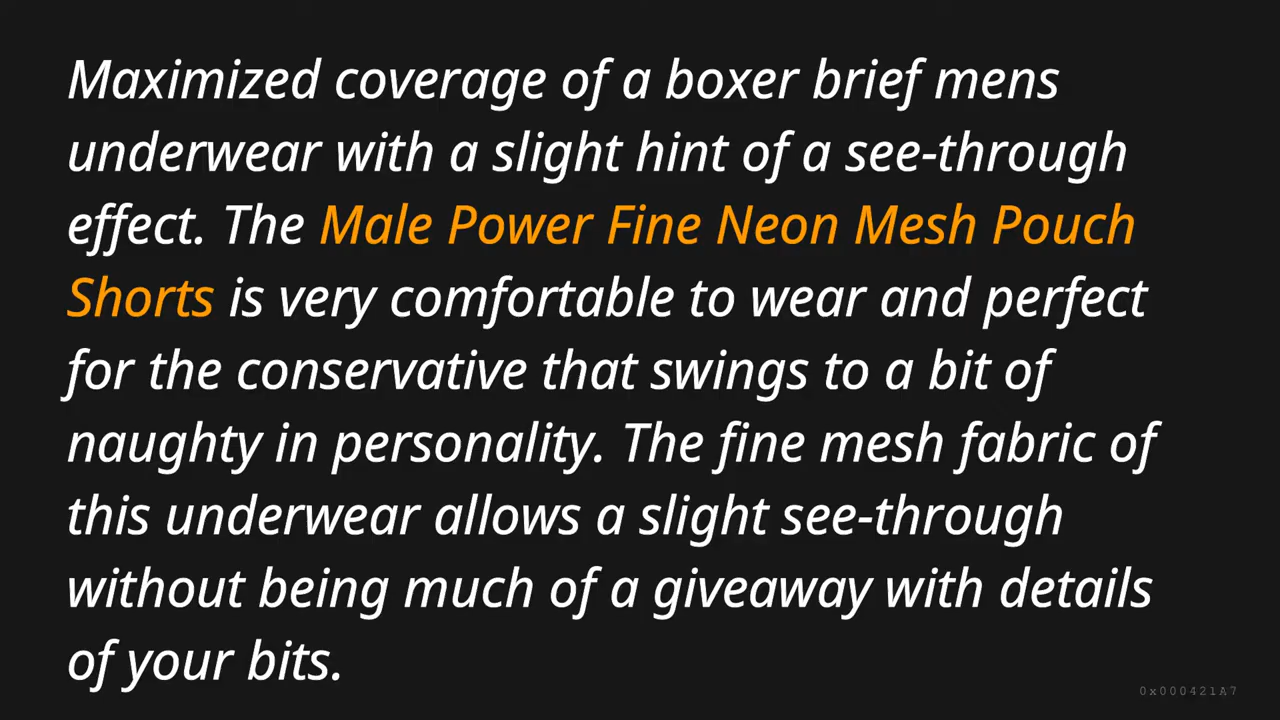 Maximized coverage of a boxer brief mens
underwear with a slight hint of a see-through
effect. The Male Power Fine Neon Mesh Pouch
Shorts is very comfortable to wear and perfect
for the conservative that swings to a bit of
naughty in personality. The fine mesh fabric of
this underwear allows a slight see-through
without being much of a giveaway with details
of your bits.
0x000421A7